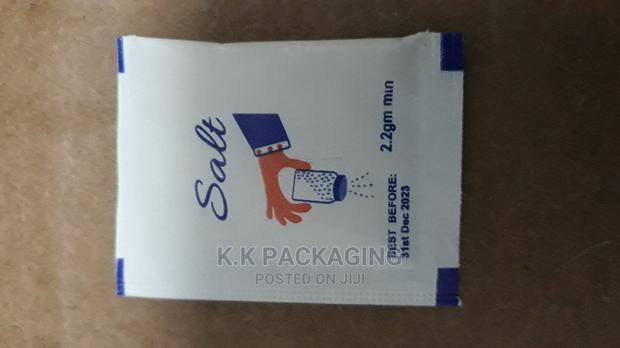 Salt
2.2gm min
BEST BEFORE:
31st Dec 2023
K.K PACKAGING
POSTED ON JIJI